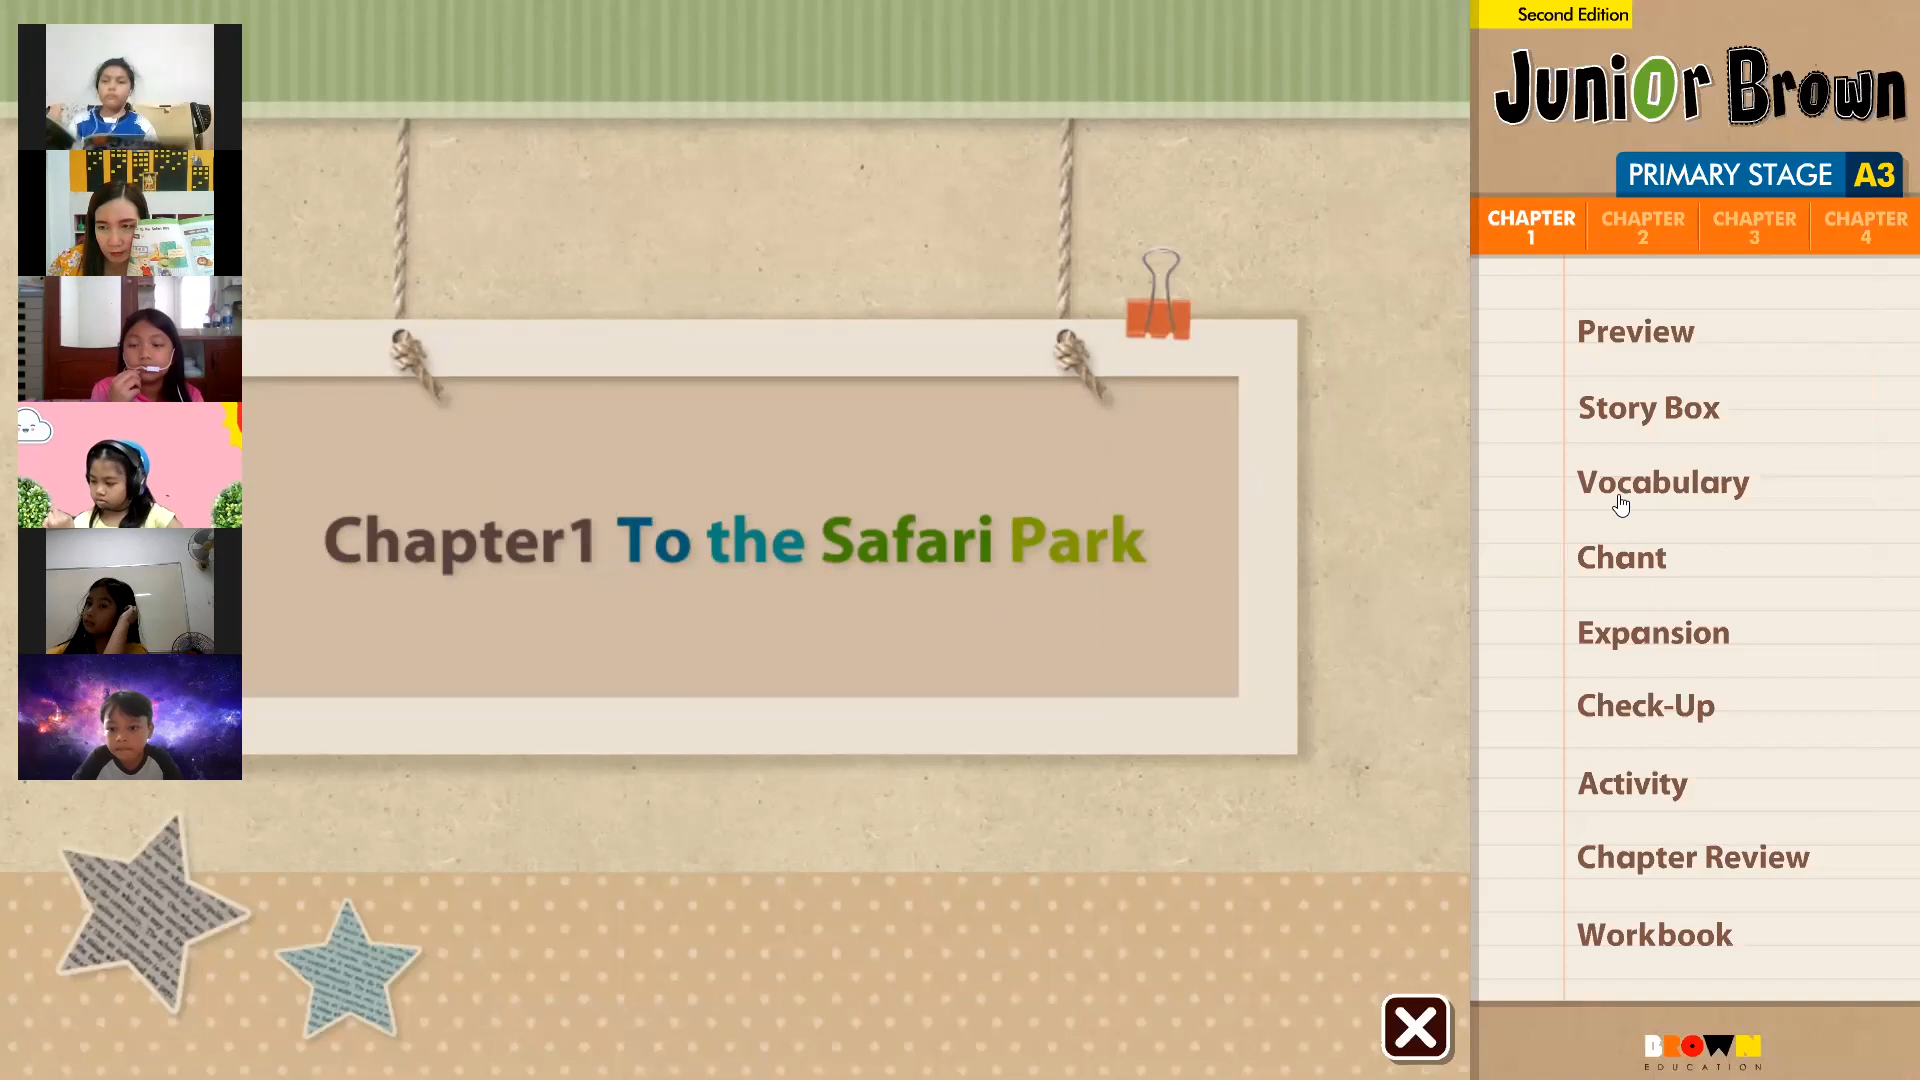 Second Edition
Junior Brown
PRIMARY STAGE A3
CHAPTER 1
CHAPTER 2
CHAPTER 3
CHAPTER 4
Preview
Story Box
Vocabulary
Chant
Expansion
Check-Up
Activity
Chapter Review
Workbook
BROWN
EDUCATION
Chapter1 To the Safari Park